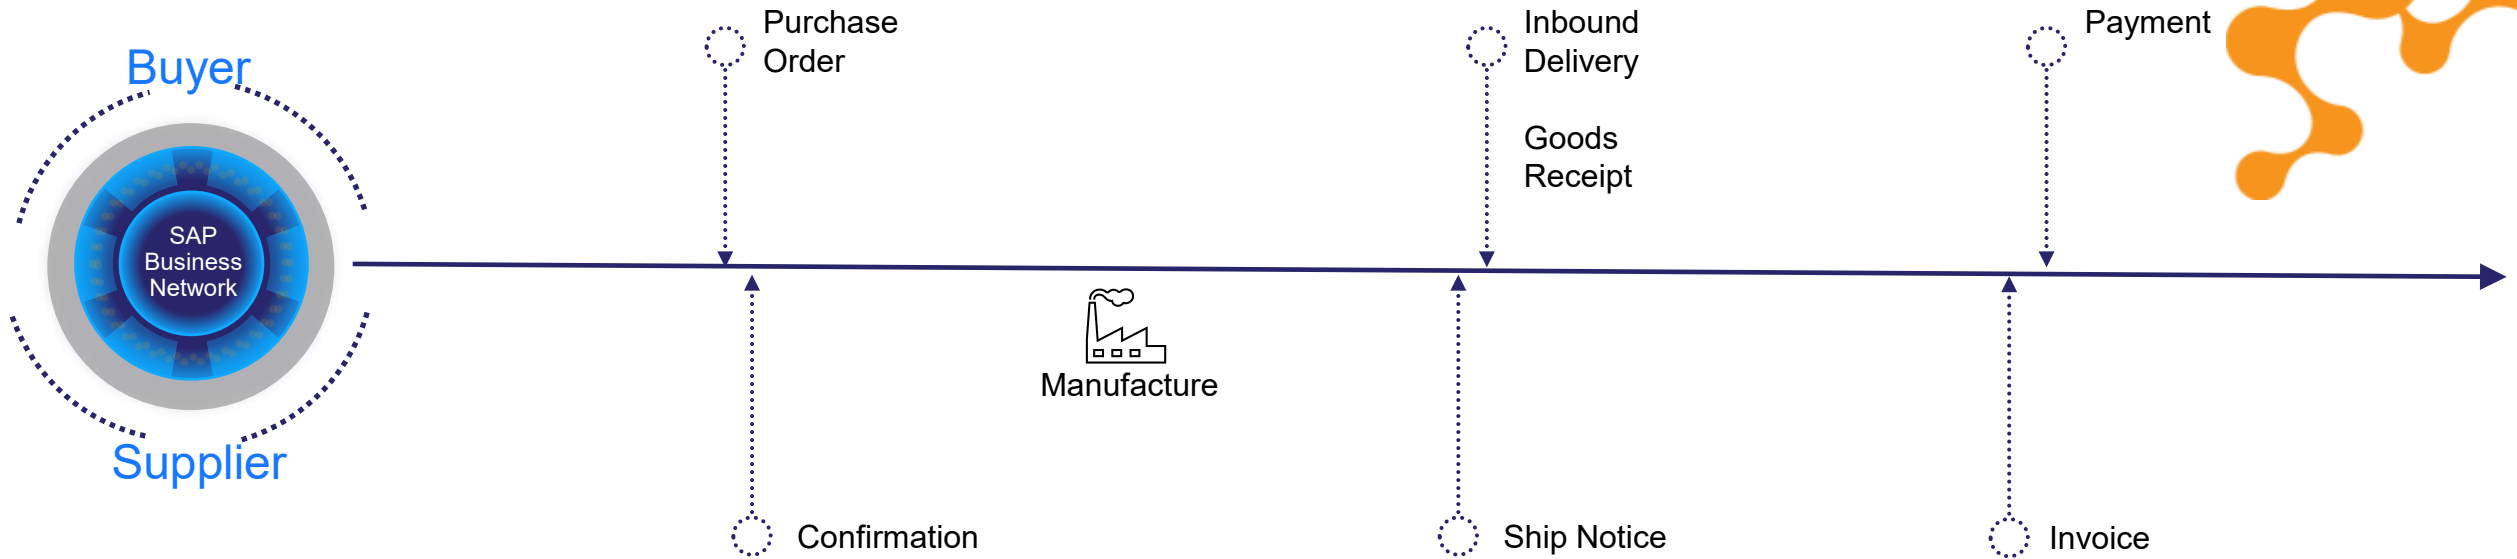 Buyer
SAP
Business
Network
Supplier
Purchase
Order
Inbound
Delivery
Goods
Receipt
Payment
Manufacture
Confirmation
Ship Notice
Invoice